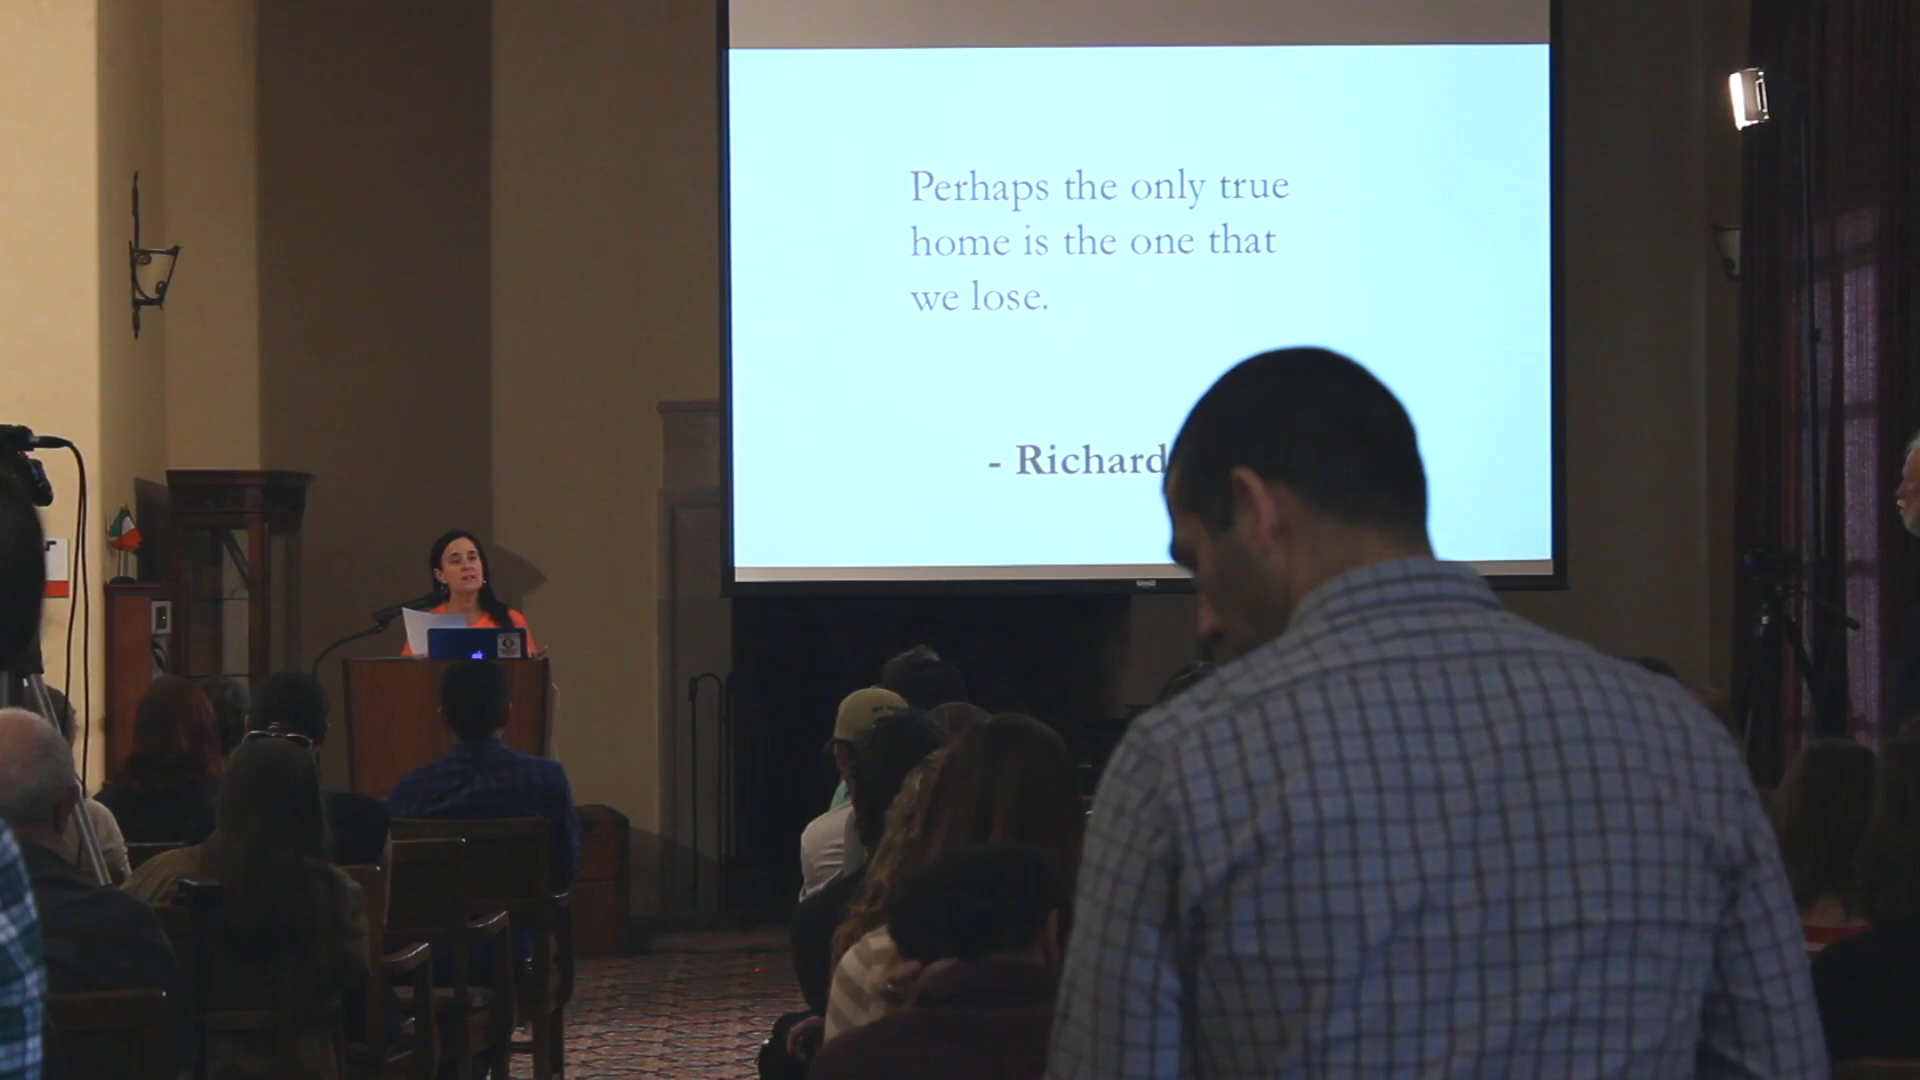 Perhaps the only true
home is the one that
we lose.
- Richard